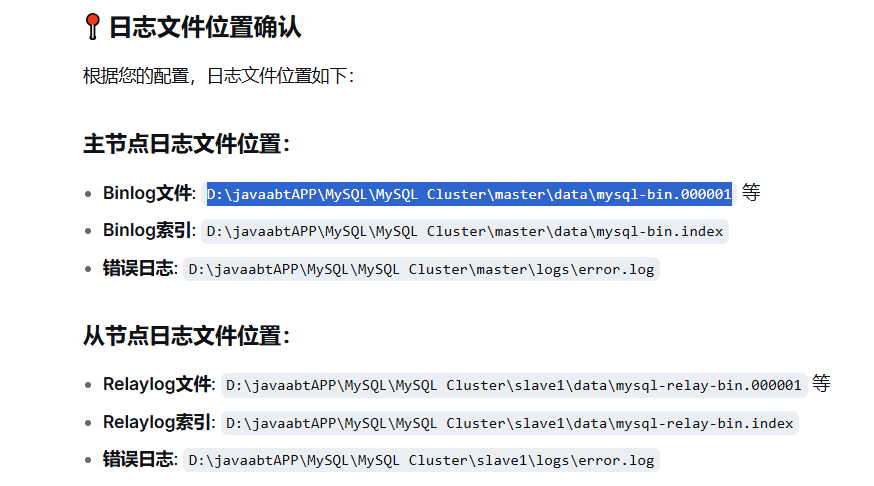 日志文件位置确认
根据您的配置，日志文件位置如下：
主节点日志文件位置：
Binlog文件: D:\javaabtAPP\MySQL\MySQL Cluster\master\data\mysql-bin.000001 等
Binlog索引: D:\javaabtAPP\MySQL\MySQL Cluster\master\data\mysql-bin.index
错误日志: D:\javaabtAPP\MySQL\MySQL Cluster\master\logs\error.log
从节点日志文件位置：
Relaylog文件: D:\javaabtAPP\MySQL\MySQL Cluster\slave1\data\mysql-relay-bin.000001 等
Relaylog索引: D:\javaabtAPP\MySQL\MySQL Cluster\slave1\data\mysql-relay-bin.index
错误日志: D:\javaabtAPP\MySQL\MySQL Cluster\slave1\logs\error.log